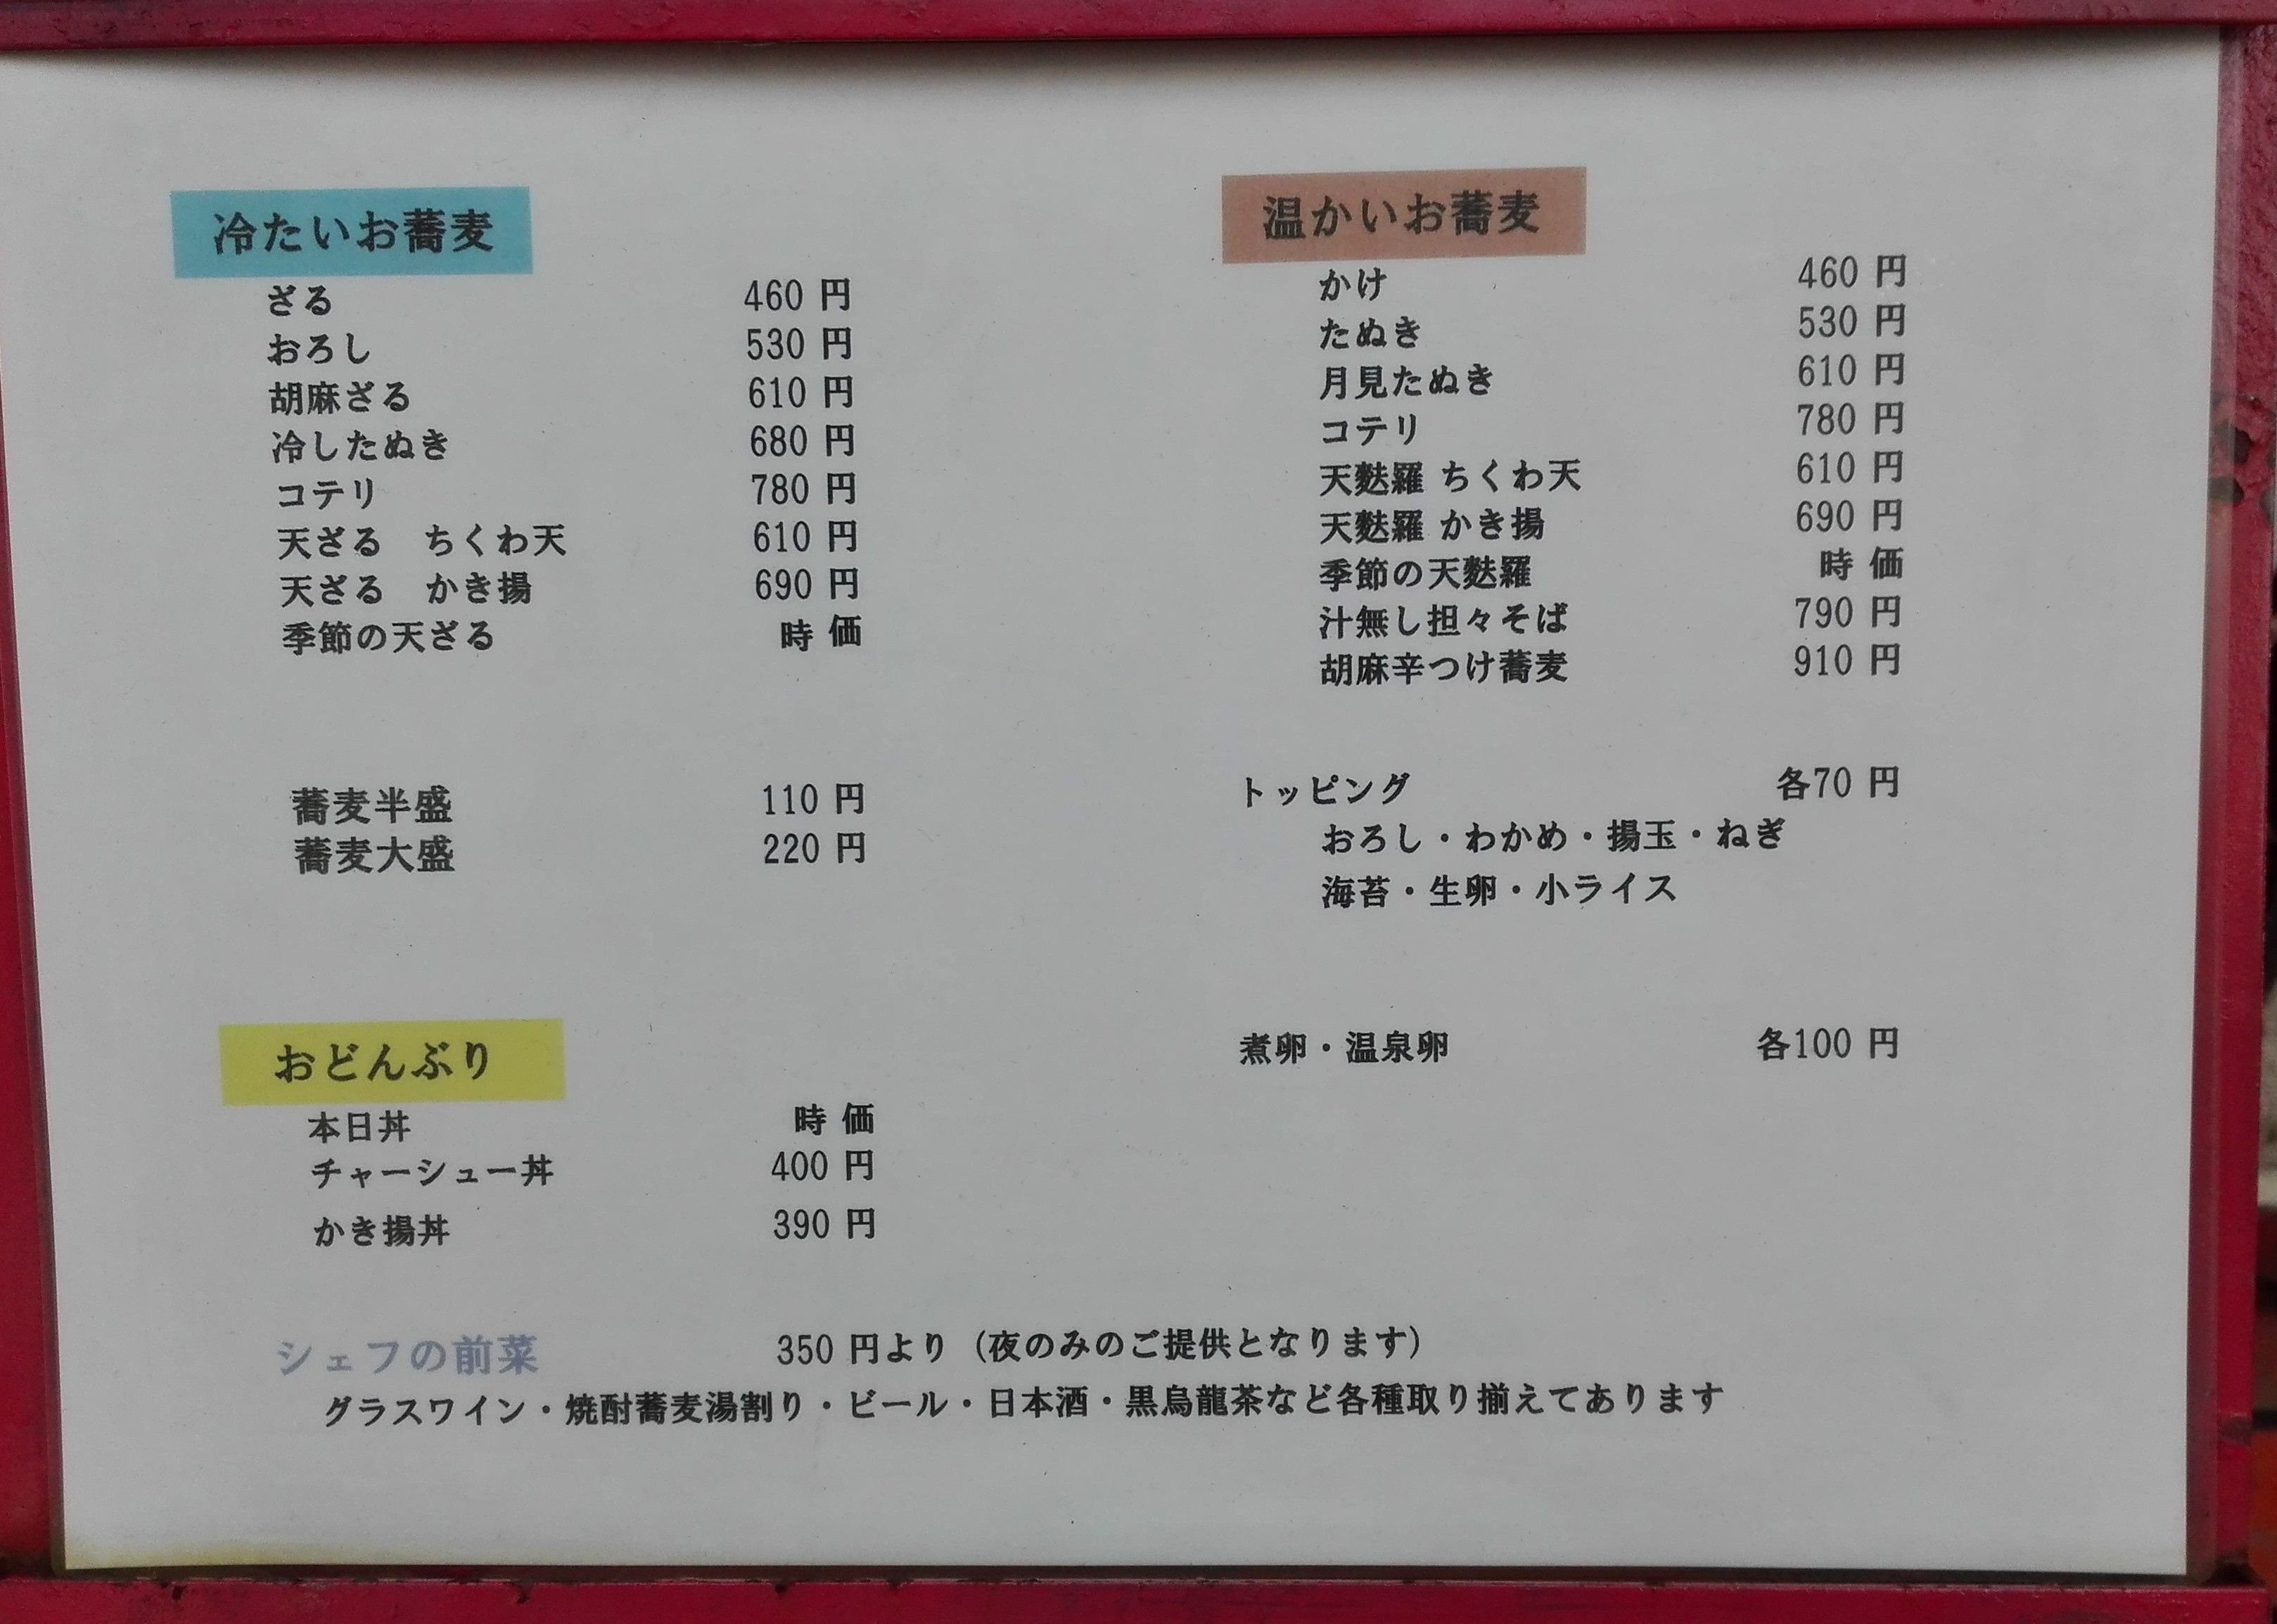 冷たいお蕎麦
ざる 460 円
おろし 530 円
胡麻ざる 610 円
冷したぬき 680 円
コテリ 780 円
天ざる ちくわ天 610 円
天ざる かき揚 690 円
季節の天ざる 時 価
蕎麦半盛 110 円
蕎麦大盛 220 円
おどんぶり
本日丼 時 価
チャーシュー丼 400 円
かき揚丼 390 円
温かいお蕎麦
かけ 460 円
たぬき 530 円
月見たぬき 610 円
コテリ 780 円
天麩羅 ちくわ天 610 円
天麩羅 かき揚 690 円
季節の天麩羅 時 価
汁無し担々そば 790 円
胡麻辛つけ蕎麦 910 円
トッピング 各70 円
おろし・わかめ・揚玉・ねぎ
海苔・生卵・小ライス
煮卵・温泉卵 各100 円
シェフの前菜 350 円より（夜のみのご提供となります）
グラスワイン・焼酎蕎麦湯割り・ビール・日本酒・黒烏龍茶など各種取り揃えてあります